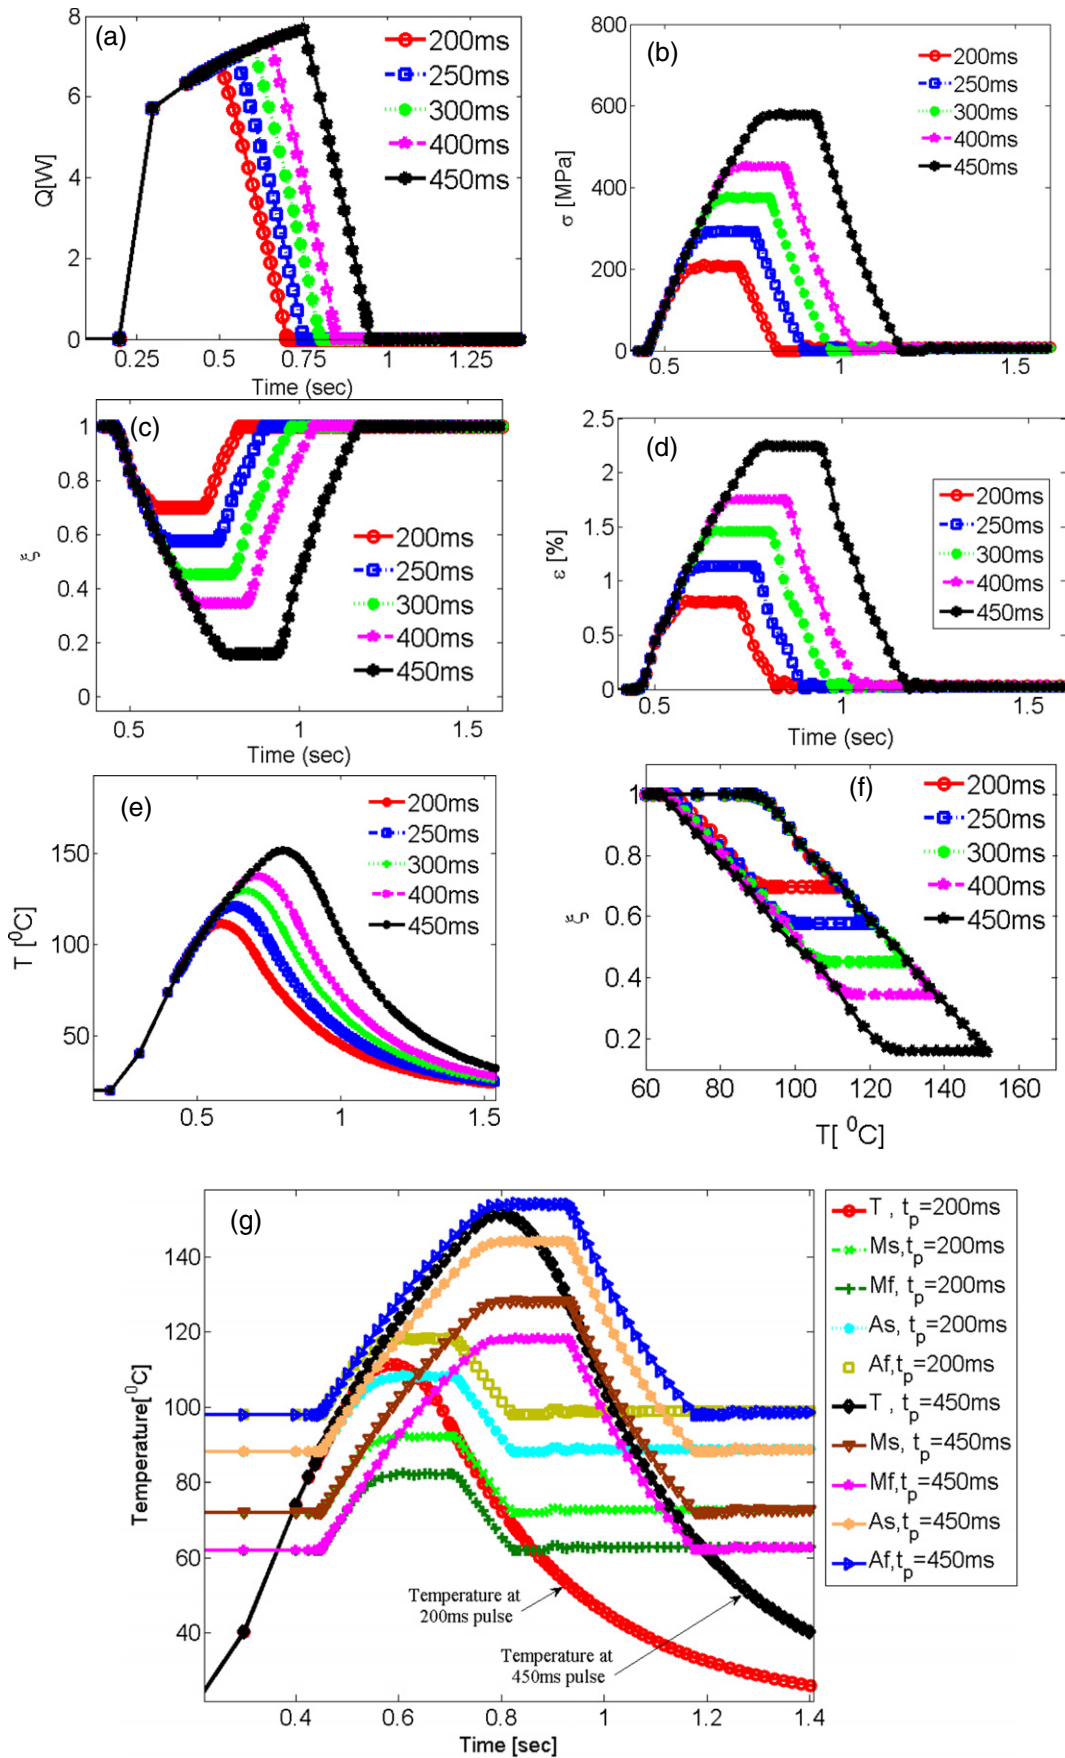 (a)
Q[W]
8
6
4
2
0
0.25
0.5
0.75
1
1.25
Time (sec)
200ms
250ms
300ms
400ms
450ms
(b)
σ [MPa]
800
600
400
200
0
0.5
1
1.5
200ms
250ms
300ms
400ms
450ms
(c)
ξ
1
0.8
0.6
0.4
0.2
0
0.5
1
1.5
Time (sec)
200ms
250ms
300ms
400ms
450ms
(d)
ε [%]
2.5
2
1.5
1
0.5
0
0.5
1
1.5
Time (sec)
200ms
250ms
300ms
400ms
450ms
(e)
T [⁰C]
150
100
50
0.5
1
1.5
200ms
250ms
300ms
400ms
450ms
(f)
ξ
1
0.8
0.6
0.4
0.2
60
80
100
120
140
160
T[ ⁰C]
200ms
250ms
300ms
400ms
450ms
(g)
Temperature[⁰C]
140
120
100
80
60
40
0.4
0.6
0.8
1
1.2
1.4
Time [sec]
Temperature at
200ms pulse
Temperature at
450ms pulse
T , tp=200ms
Ms,tp=200ms
Mf, tp=200ms
As, tp=200ms
Af,tp=200ms
T , tp=450ms
Ms, tp=450ms
Mf,tp=450ms
As,tp=450ms
Af,tp=450ms